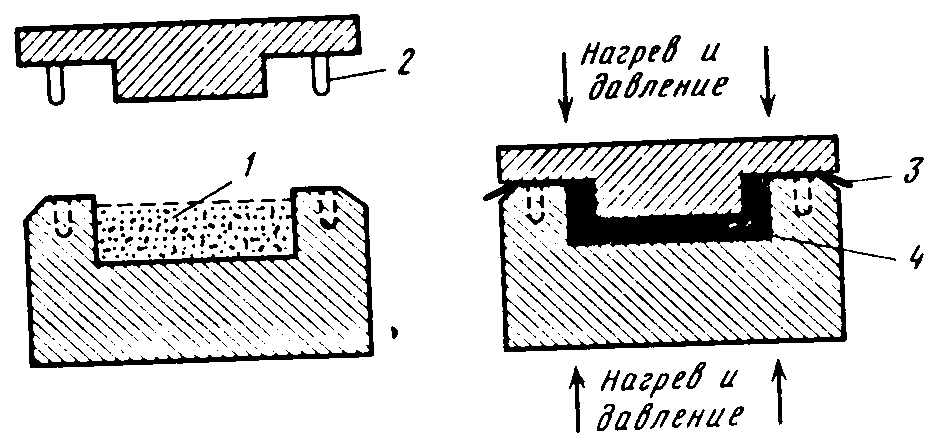 2
1
Нагрев и
давление
3
4
Нагрев и
давление